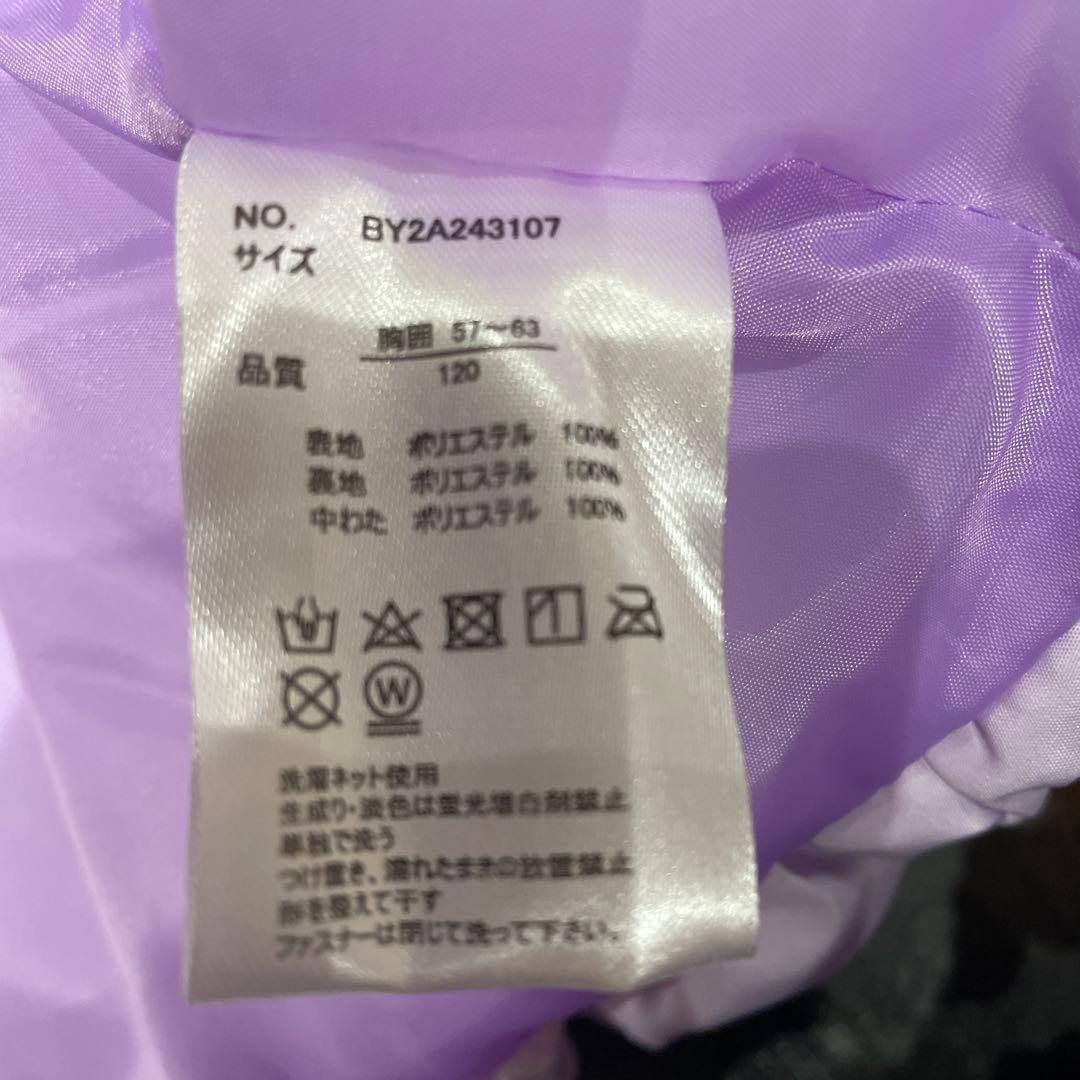 NO. BY2A243107
サイズ
胸囲 57～63
品質 120
表地 ポリエステル 100%
裏地 ポリエステル 100%
中わた ポリエステル 100%
W
洗濯ネット使用
生成り・淡色は蛍光増白剤禁止
単独で洗う
つけ置き、濡れたままの放置禁止
形を整えて干す
ファスナーは閉じて洗って下さい。